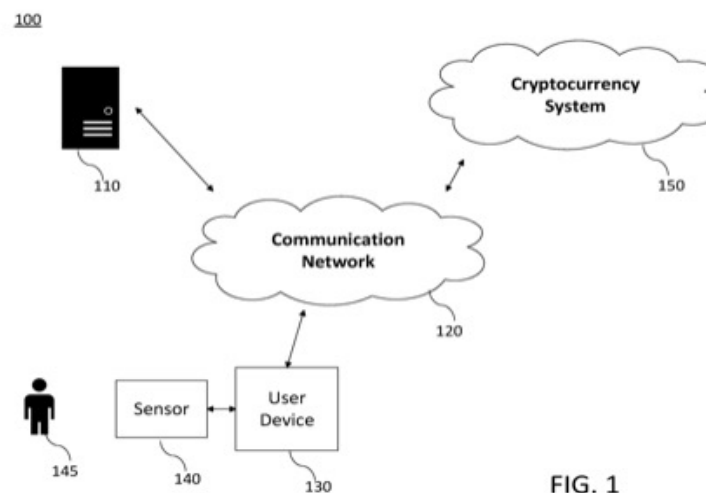 100
Cryptocurrency
System
110
150
Communication
Network
120
Sensor
User
Device
145
140
130
FIG. 1